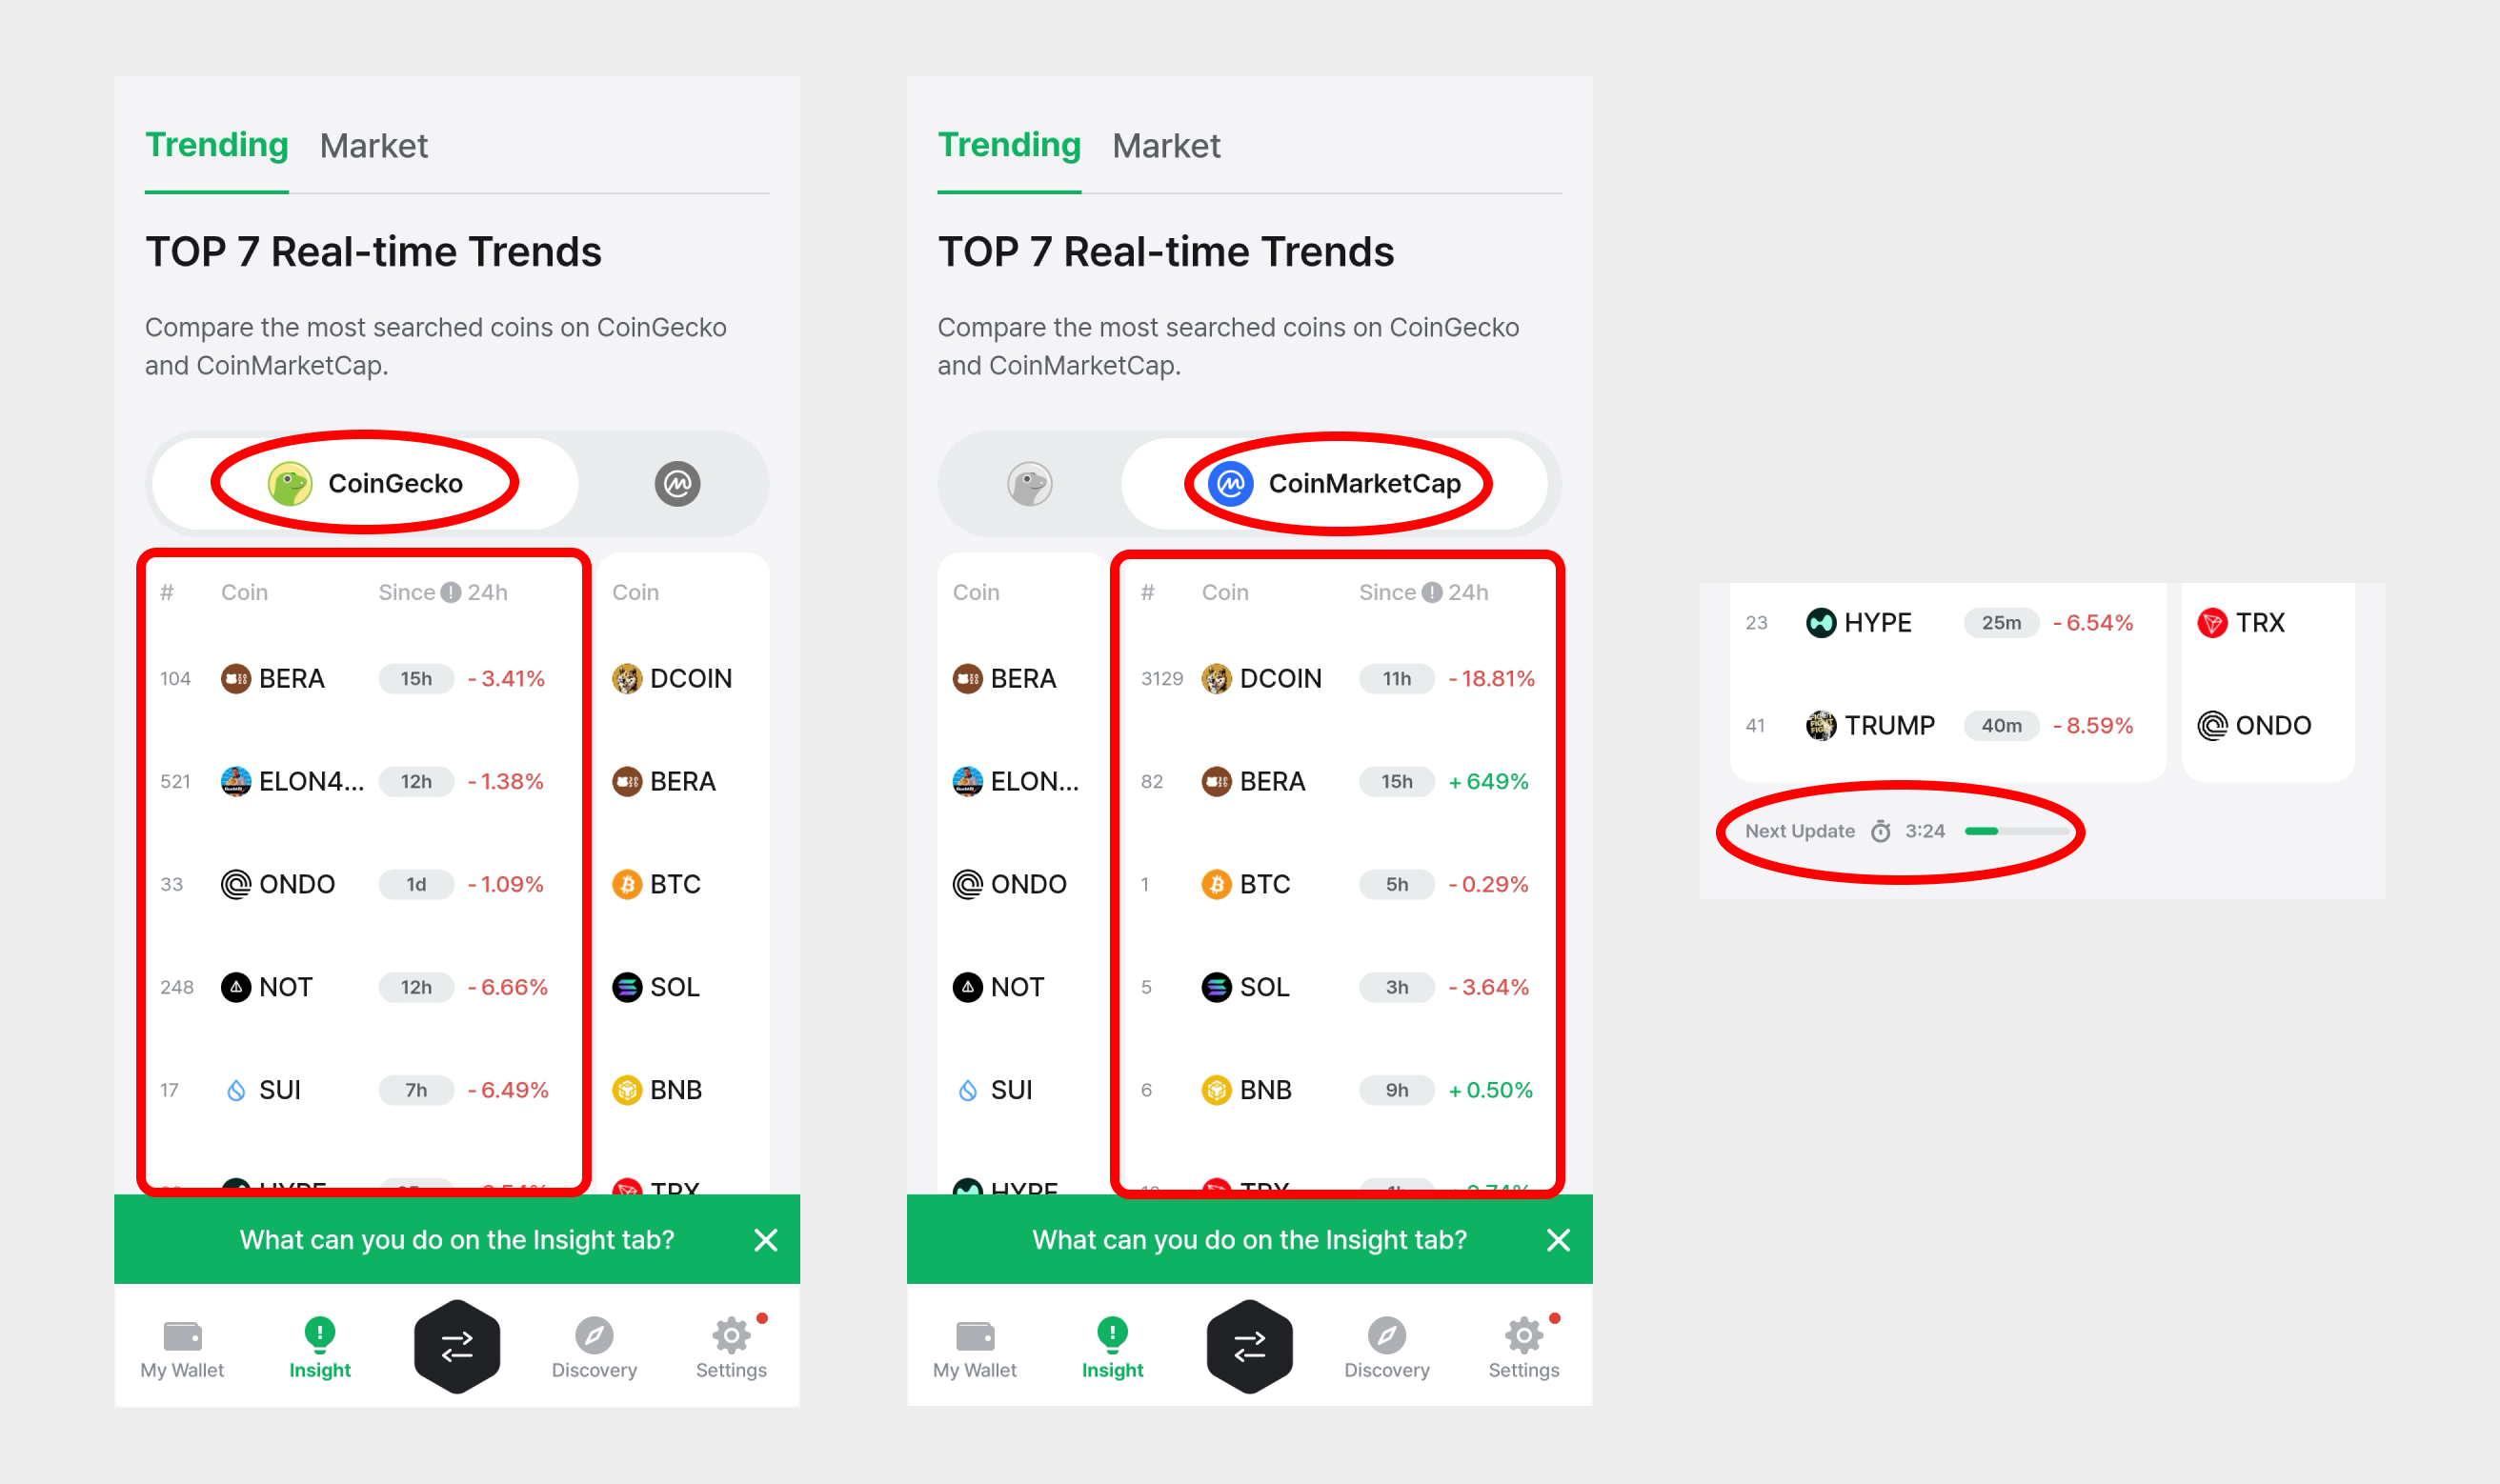 Trending Market
TOP 7 Real-time Trends
Compare the most searched coins on CoinGecko
and CoinMarketCap.
CoinGecko
# Coin Since 24h Coin
104 BERA 15h - 3.41% DCOIN
521 ELON4... 12h - 1.38% BERA
33 ONDO 1d - 1.09% BTC
248 NOT 12h - 6.66% SOL
17 SUI 7h - 6.49% BNB
HYPE TRX
What can you do on the Insight tab?
My Wallet Insight Discovery Settings
Trending Market
TOP 7 Real-time Trends
Compare the most searched coins on CoinGecko
and CoinMarketCap.
CoinMarketCap
Coin # Coin Since 24h
BERA 3129 DCOIN 11h - 18.81%
ELON... 82 BERA 15h + 649%
ONDO 1 BTC 5h - 0.29%
NOT 5 SOL 3h - 3.64%
SUI 6 BNB 9h + 0.50%
HYPE TRX
What can you do on the Insight tab?
My Wallet Insight Discovery Settings
23 HYPE 25m - 6.54% TRX
41 TRUMP 40m - 8.59% ONDO
Next Update 3:24